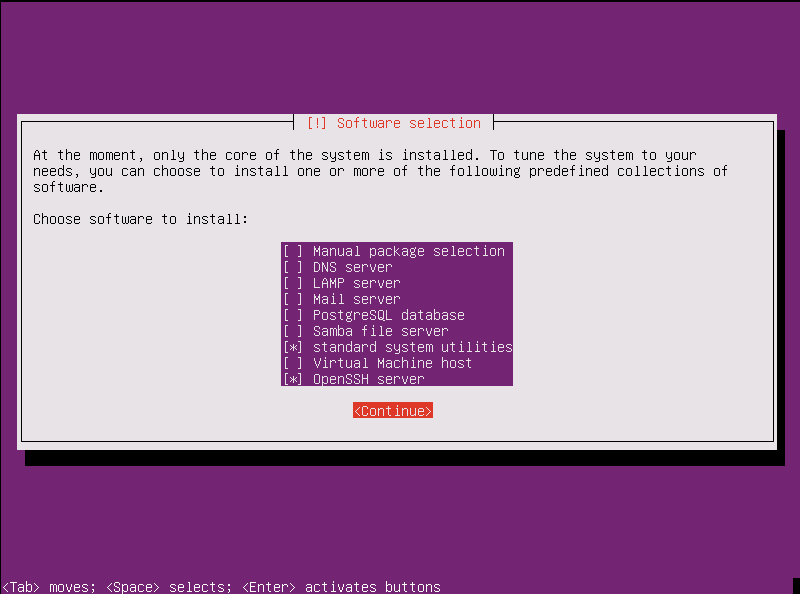 [!] Software selection
At the moment, only the core of the system is installed. To tune the system to your
needs, you can choose to install one or more of the following predefined collections of
software.
Choose software to install:
[ ] Manual package selection
[ ] DNS server
[ ] LAMP server
[ ] Mail server
[ ] PostgreSQL database
[ ] Samba file server
[*] standard system utilities
[ ] Virtual Machine host
[*] OpenSSH server
<Continue>
<Tab> moves; <Space> selects; <Enter> activates buttons